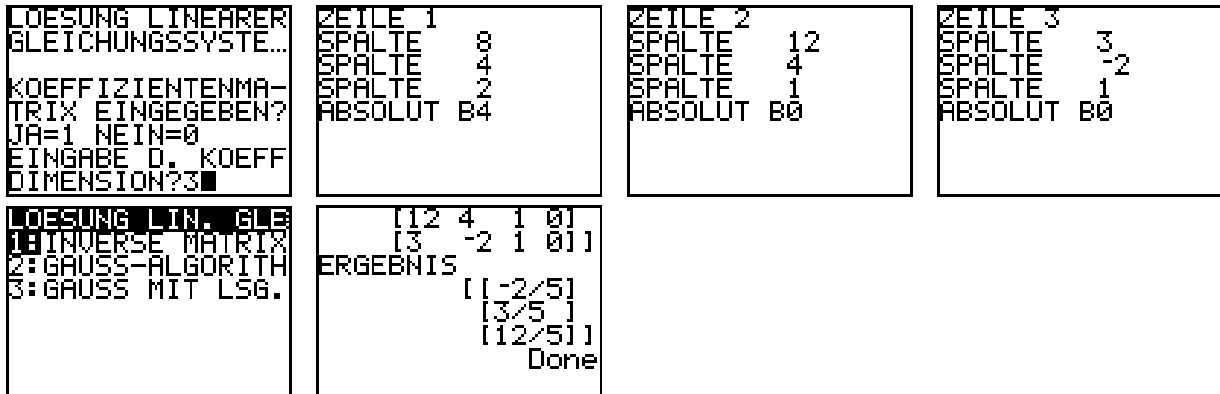 LOESUNG LINEARER
GLEICHUNGSSYSTE…
KOEFFIZIENTENMA-
TRIX EINGEGEBEN?
JA=1 NEIN=0
EINGABE D. KOEFF
DIMENSION?3
ZEILE 1
SPALTE 8
SPALTE 4
SPALTE 2
ABSOLUT B4
ZEILE 2
SPALTE 12
SPALTE 4
SPALTE 1
ABSOLUT B0
ZEILE 3
SPALTE 3
SPALTE -2
SPALTE 1
ABSOLUT B0
LOESUNG LIN. GLE
1:INVERSE MATRIX
2:GAUSS-ALGORITH
3:GAUSS MIT LSG.
[12 4 1 0]
[3 -2 1 0]]
ERGEBNIS
[[-2/5]
[3/5 ]
[12/5]]
Done